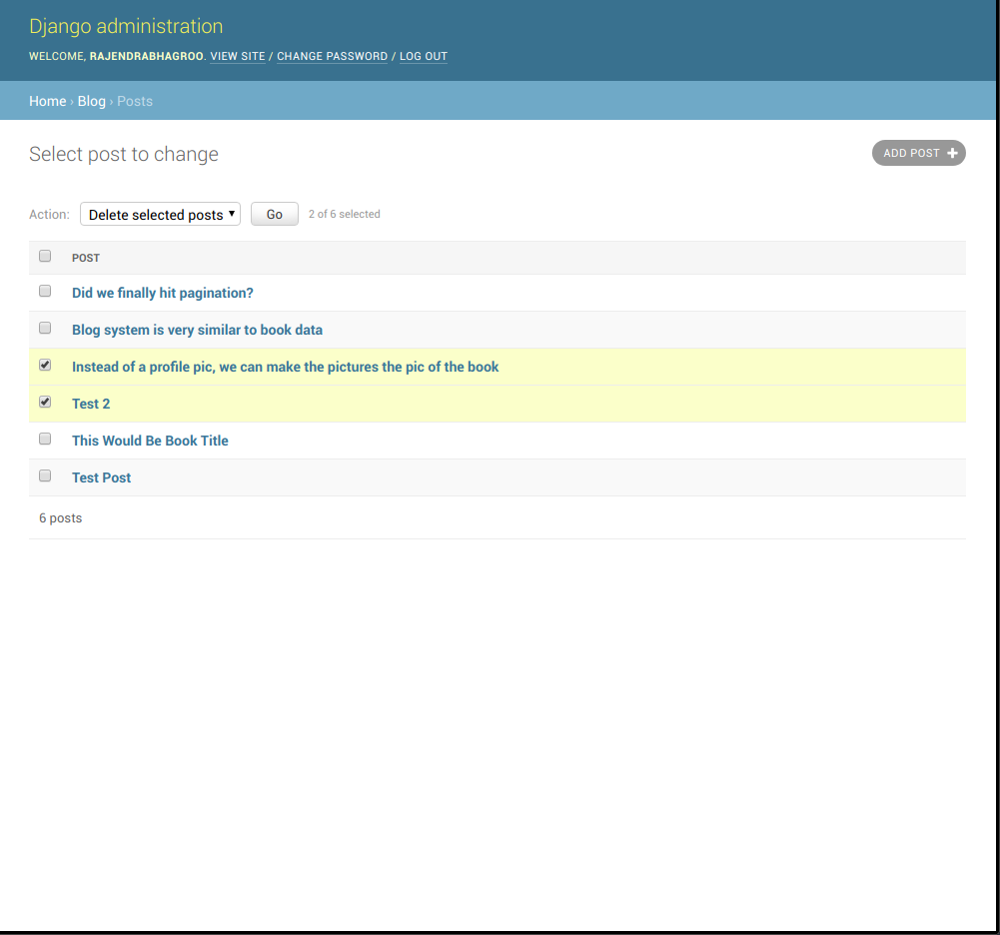 Django administration
WELCOME, RAJENDRABHAGROO. VIEW SITE / CHANGE PASSWORD / LOG OUT
Home › Blog › Posts
Select post to change
ADD POST
Action: Delete selected posts Go 2 of 6 selected
POST
Did we finally hit pagination?
Blog system is very similar to book data
Instead of a profile pic, we can make the pictures the pic of the book
Test 2
This Would Be Book Title
Test Post
6 posts